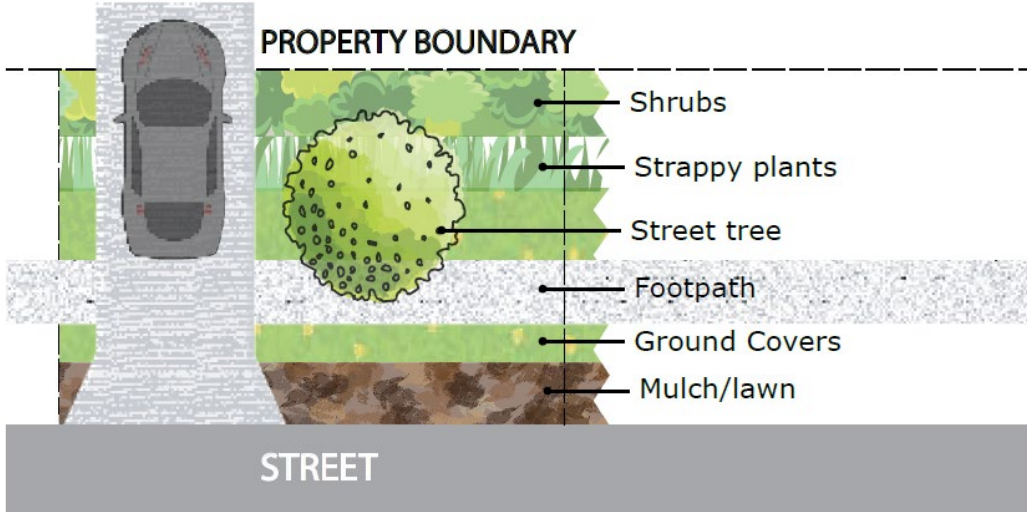 PROPERTY BOUNDARY
Shrubs
Strappy plants
Street tree
Footpath
Ground Covers
Mulch/lawn
STREET